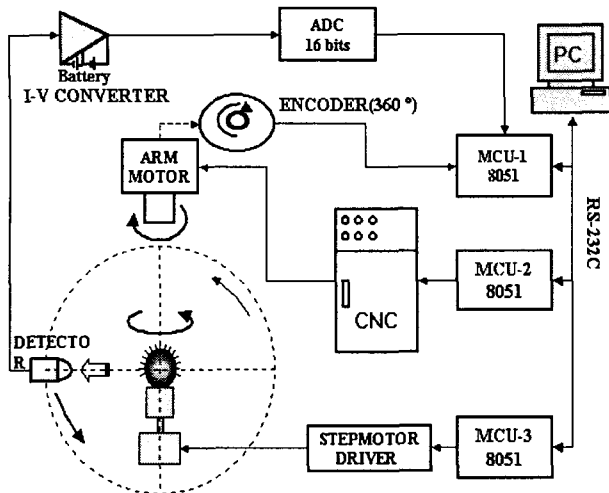 ADC
16 bits
PC
Battery
I-V CONVERTER
ENCODER(360 °)
ARM
MOTOR
MCU-1
8051
RS-232C
MCU-2
8051
CNC
DETECTO
R
STEPMOTOR
DRIVER
MCU-3
8051